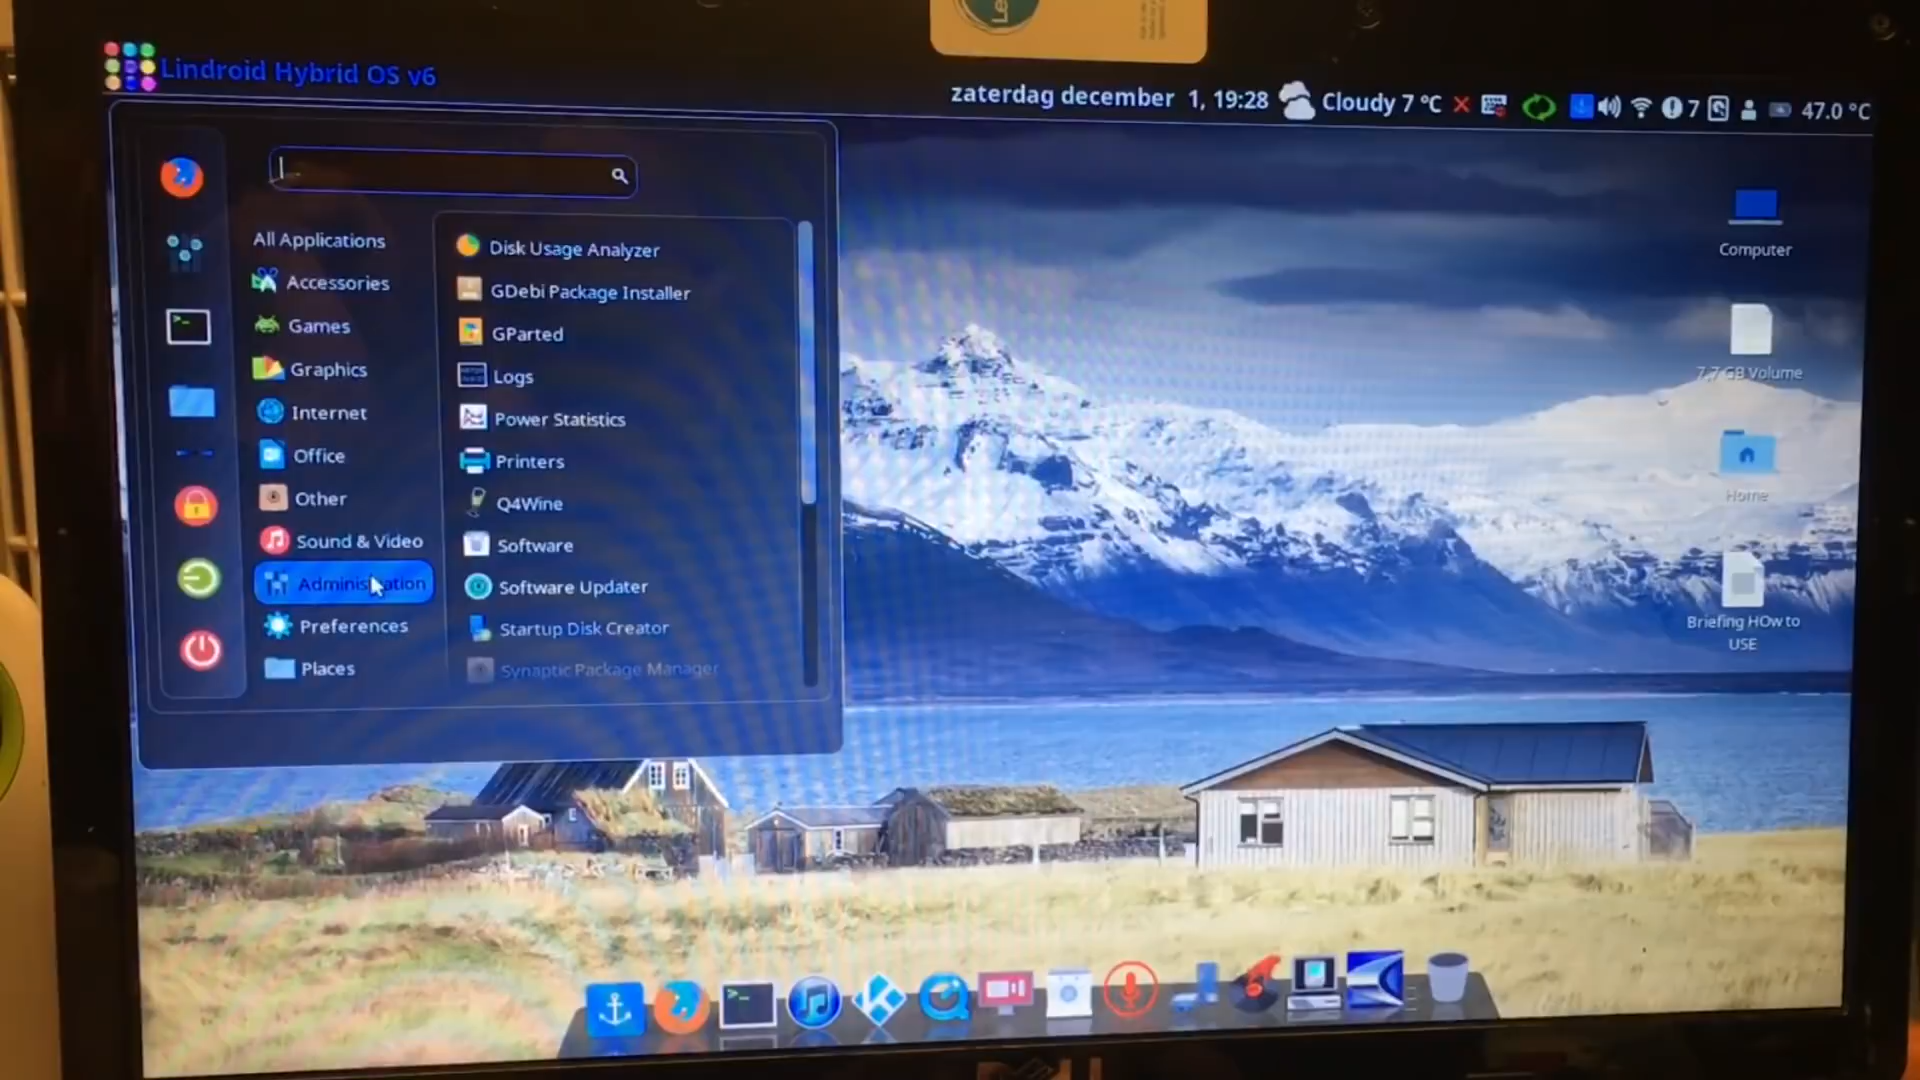 Lindroid Hybrid OS v6
zaterdag december 1, 19:28 Cloudy 7 °C 7 47.0 °C
All Applications
Accessories
Games
Graphics
Internet
Office
Other
Sound & Video
Administration
Preferences
Places
Disk Usage Analyzer
GDebi Package Installer
GParted
Logs
Power Statistics
Printers
Q4Wine
Software
Software Updater
Startup Disk Creator
Synaptic Package Manager
Computer
7,7 GB Volume
Home
Briefing HOw to
USE
Le